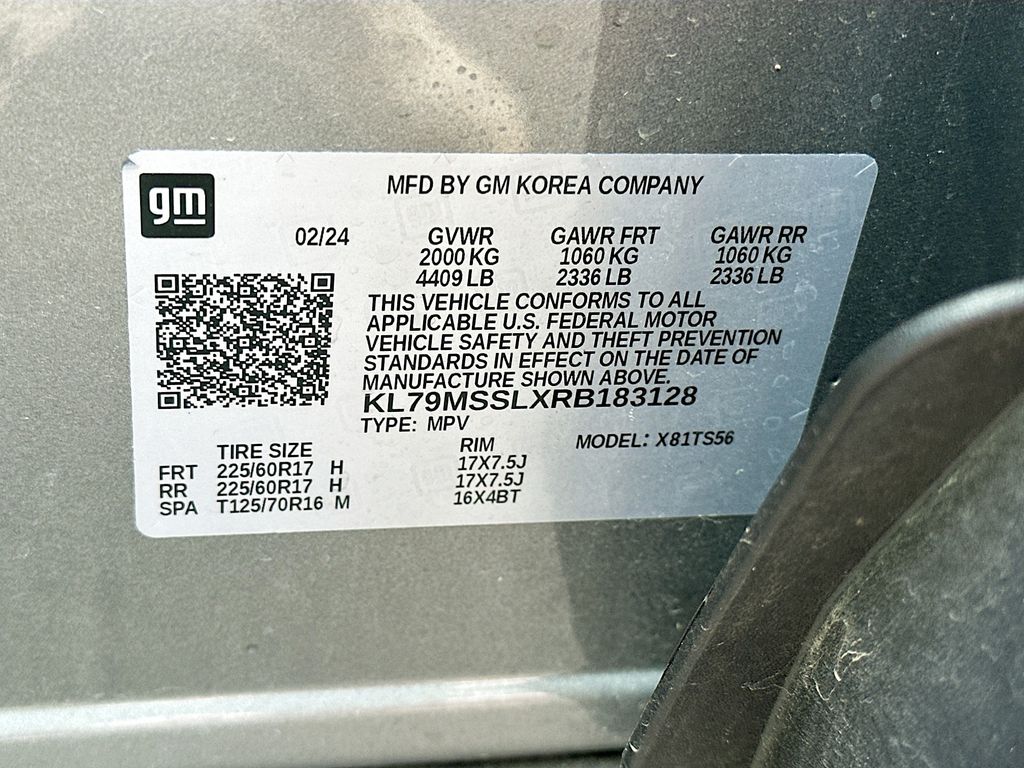 gm
MFD BY GM KOREA COMPANY
02/24 GVWR GAWR FRT GAWR RR
2000 KG 1060 KG 1060 KG
4409 LB 2336 LB 2336 LB
THIS VEHICLE CONFORMS TO ALL
APPLICABLE U.S. FEDERAL MOTOR
VEHICLE SAFETY AND THEFT PREVENTION
STANDARDS IN EFFECT ON THE DATE OF
MANUFACTURE SHOWN ABOVE.
KL79MSSLXRB183128
TYPE: MPV MODEL: X81TS56
TIRE SIZE RIM
FRT 225/60R17 H 17X7.5J
RR 225/60R17 H 17X7.5J
SPA T125/70R16 M 16X4BT